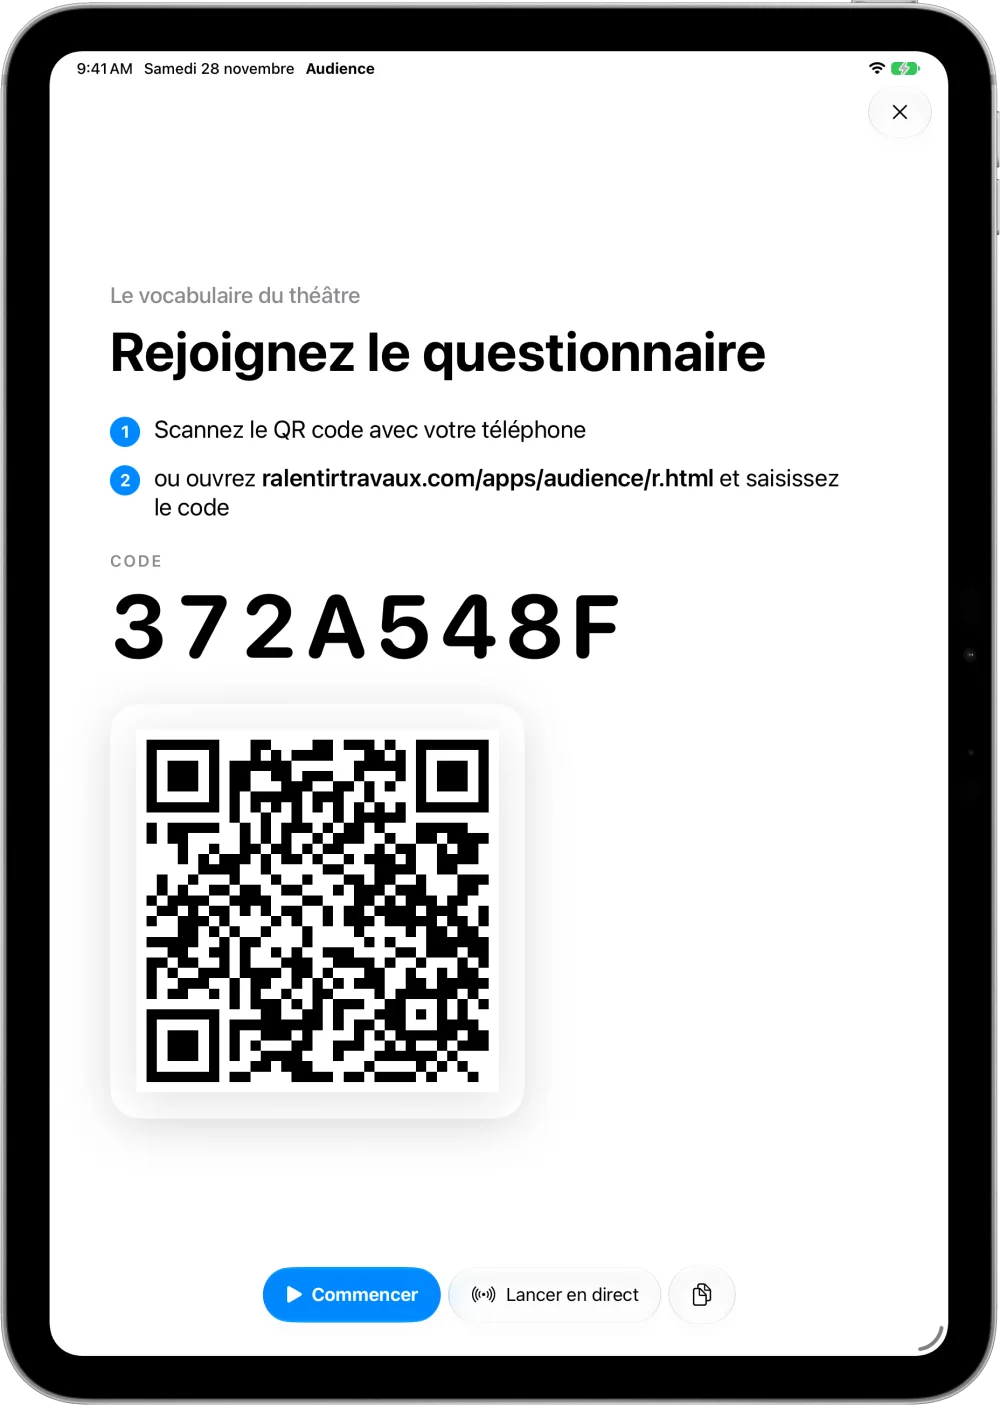 9:41 AM Samedi 28 novembre Audience
Le vocabulaire du théâtre
Rejoignez le questionnaire
1 Scannez le QR code avec votre téléphone
2 ou ouvrez ralentirtravaux.com/apps/audience/r.html et saisissez
le code
CODE
372A548F
Commencer Lancer en direct